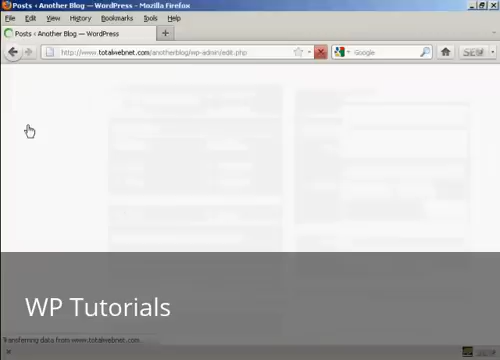 Posts ‹ Another Blog — WordPress - Mozilla Firefox
File Edit View History Bookmarks Tools Help
Posts ‹ Another Blog — WordPress
http://www.totalwebnet.com/anotherblog/wp-admin/edit.php
Google
SEM
WP Tutorials
Transferring data from www.totalwebnet.com...